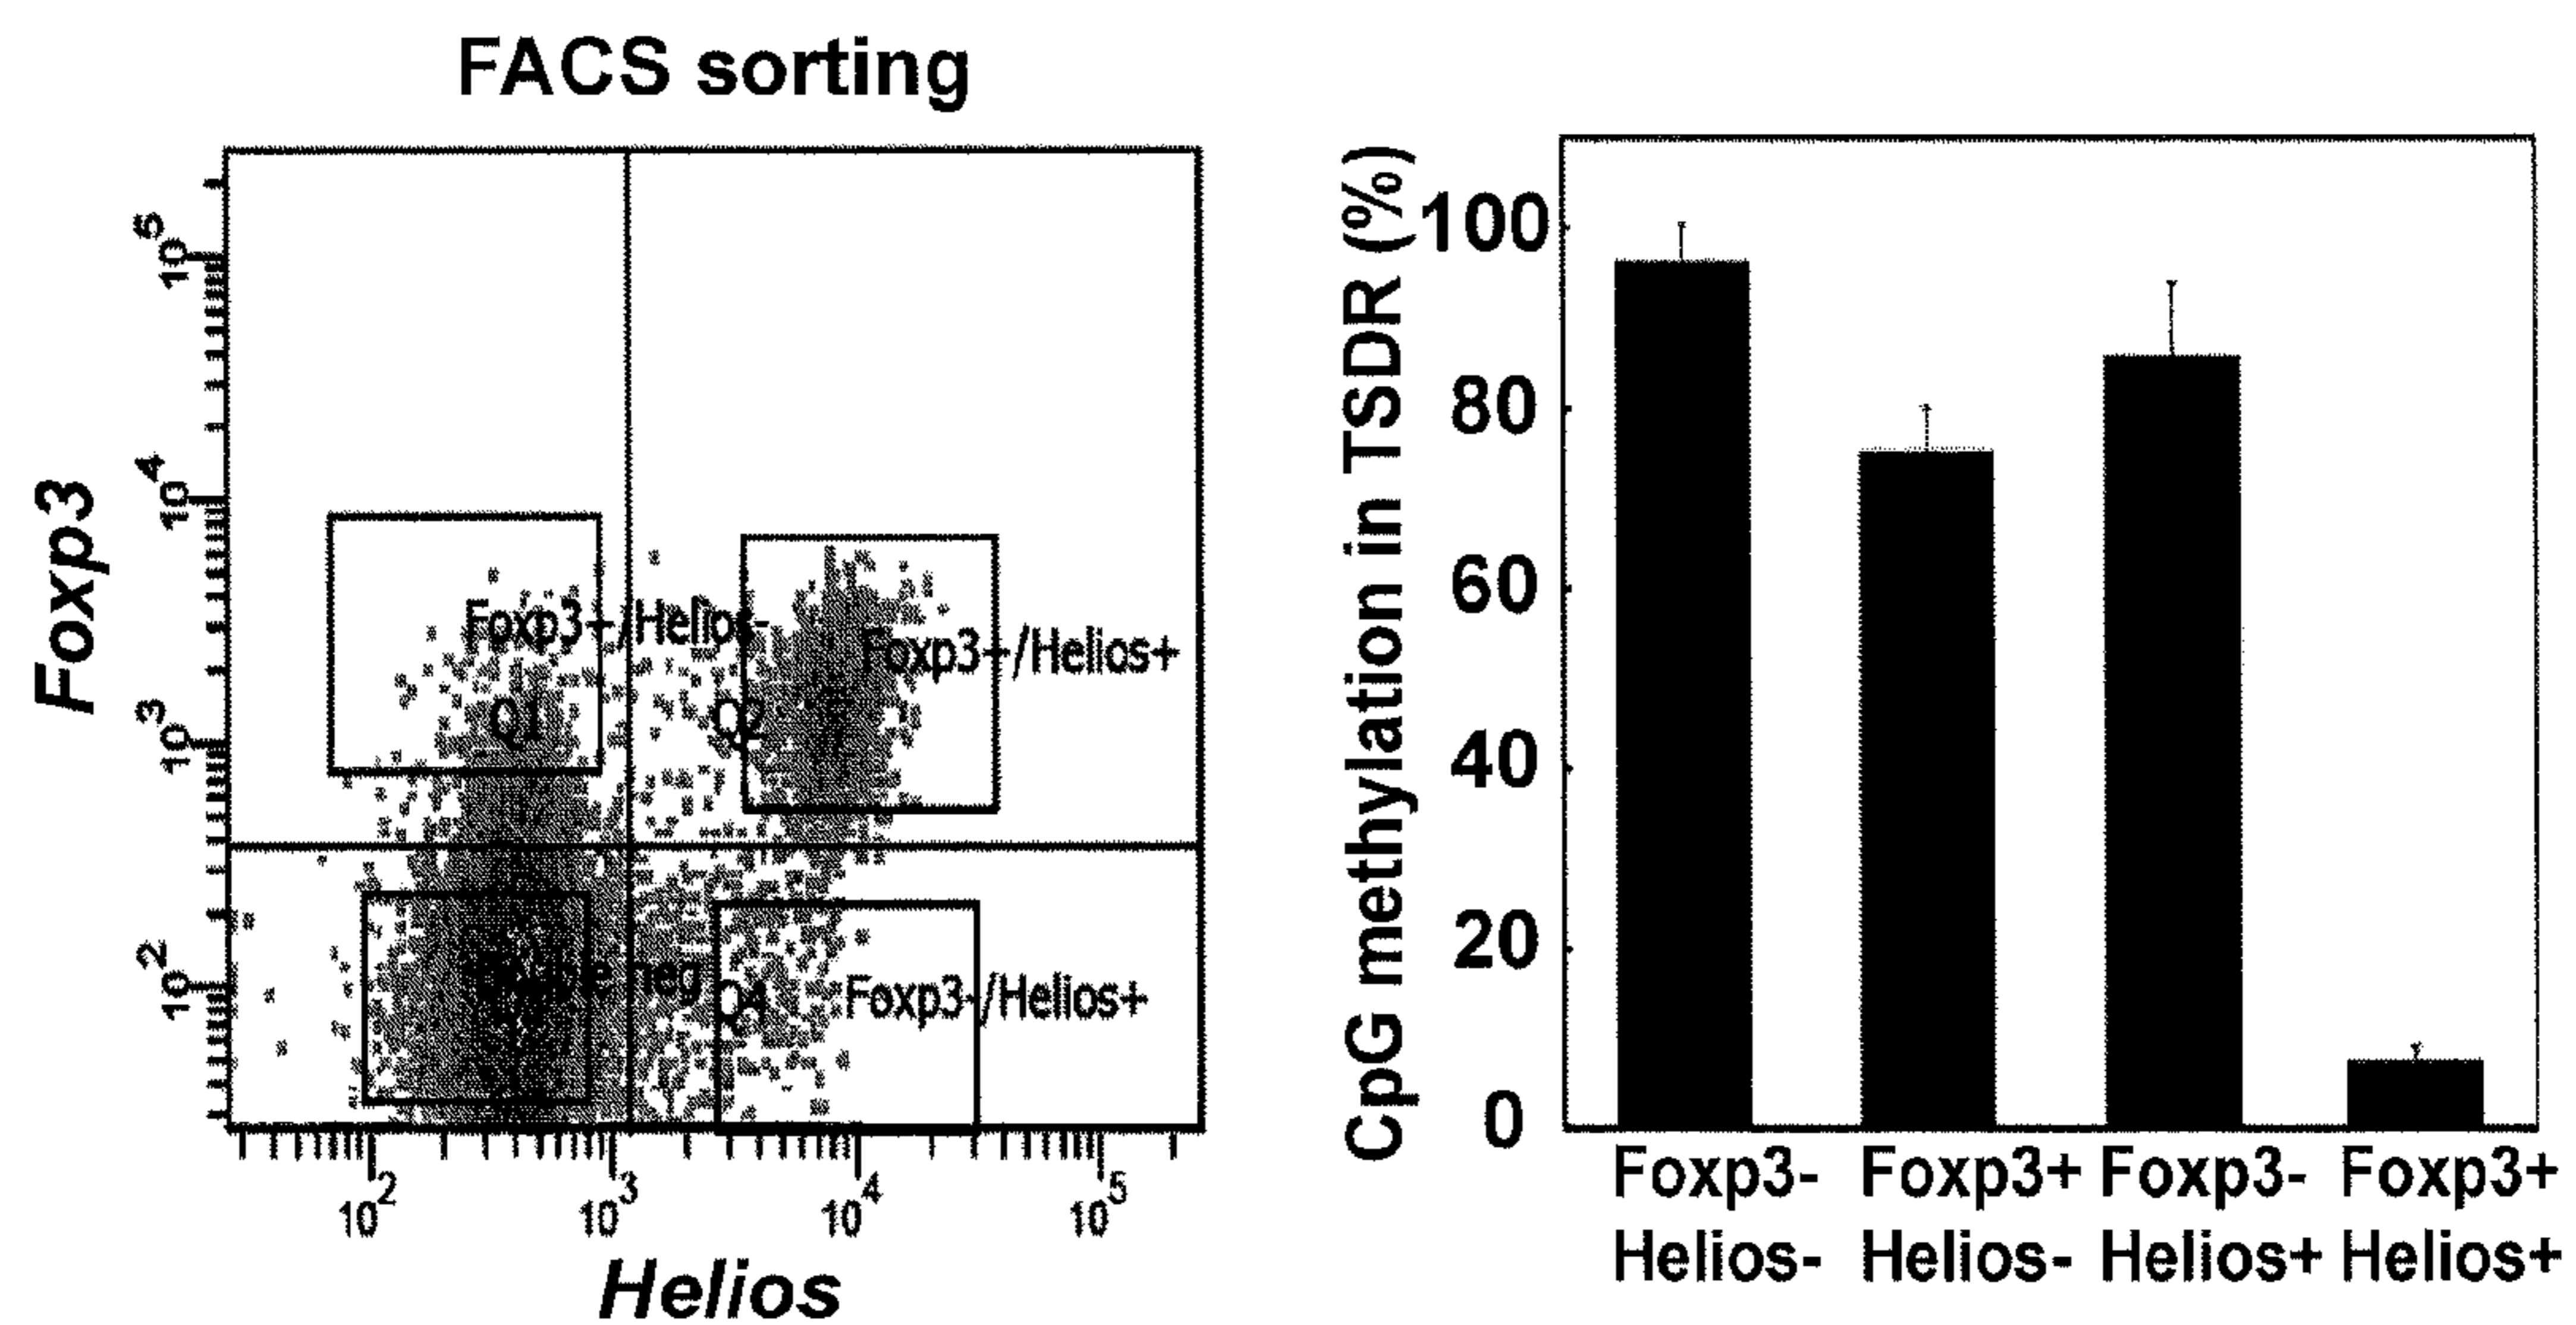 FACS sorting
Foxp3
10^5
10^4
10^3
10^2
Foxp3+/Helios-
Foxp3+/Helios+
Q1
Q2
neg
Q4
Foxp3-/Helios+
10^2 10^3 10^4 10^5
Helios
CpG methylation in TSDR (%)
100
80
60
40
20
0
Foxp3- Foxp3+ Foxp3- Foxp3+
Helios- Helios- Helios+ Helios+